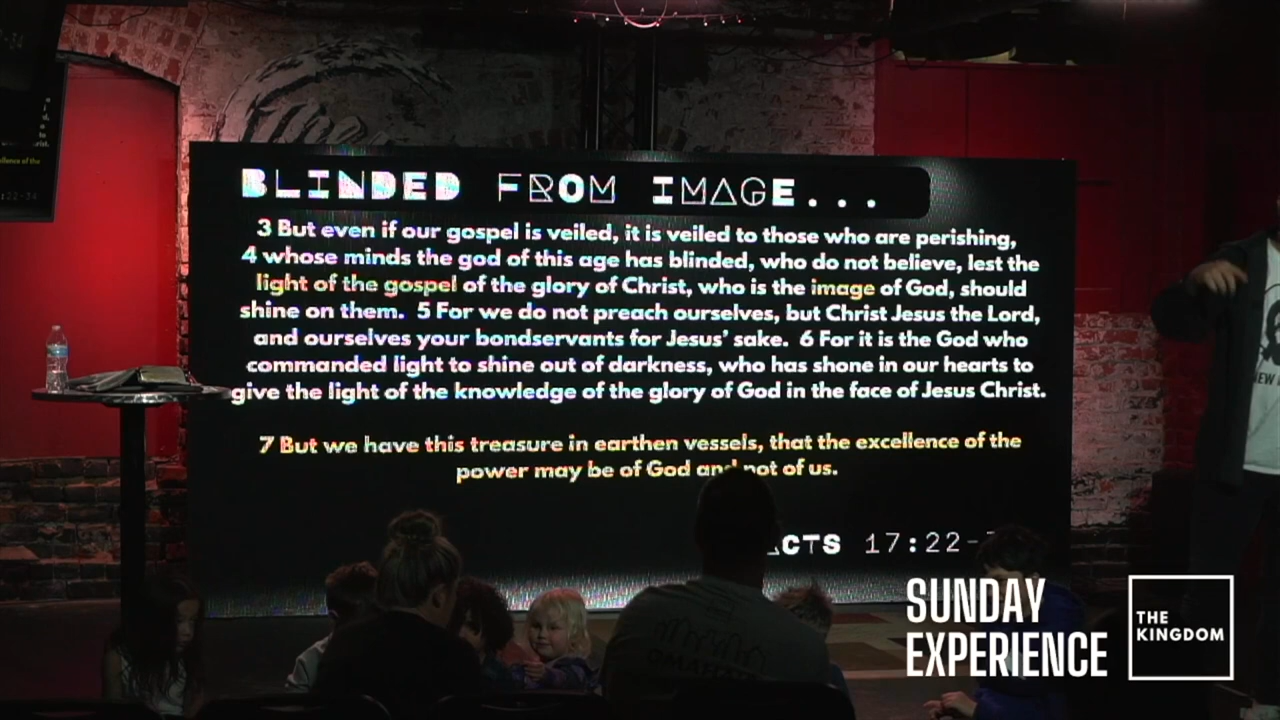 BLINDED FROM IMAGE...
3 But even if our gospel is veiled, it is veiled to those who are perishing,
4 whose minds the god of this age has blinded, who do not believe, lest the
light of the gospel of the glory of Christ, who is the image of God, should
shine on them. 5 For we do not preach ourselves, but Christ Jesus the Lord,
and ourselves your bondservants for Jesus' sake. 6 For it is the God who
commanded light to shine out of darkness, who has shone in our hearts to
give the light of the knowledge of the glory of God in the face of Jesus Christ.
7 But we have this treasure in earthen vessels, that the excellence of the
power may be of God and not of us.
ACTS 17:22-
SUNDAY
EXPERIENCE
THE
KINGDOM